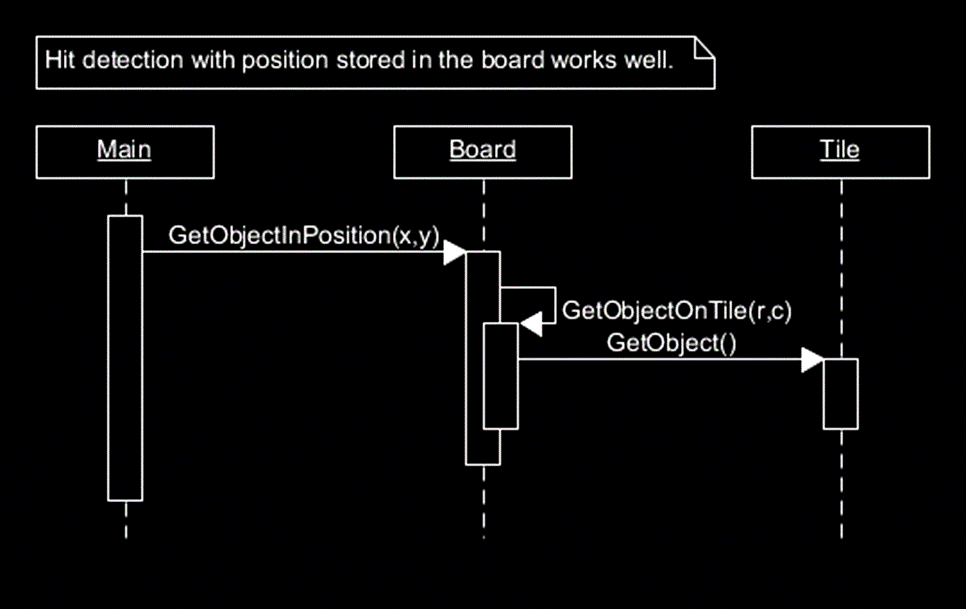 Hit detection with position stored in the board works well.
Main
Board
Tile
GetObjectInPosition(x,y)
GetObjectOnTile(r,c)
GetObject()